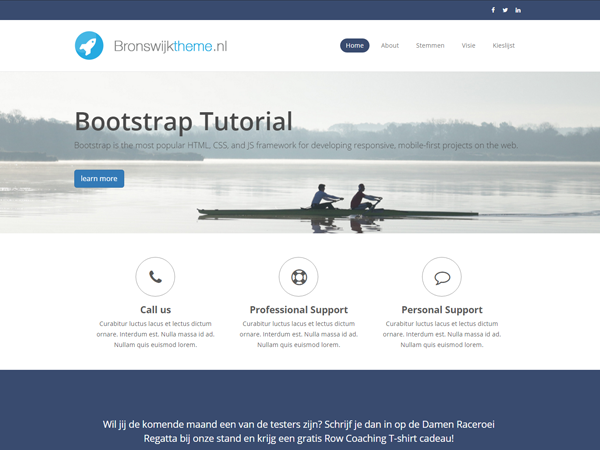 Bronswijktheme.nl
Home About Stemmen Visie Kieslijst
Bootstrap Tutorial
Bootstrap is the most popular HTML, CSS, and JS framework for developing responsive, mobile-first projects on the web.
learn more
Call us
Curabitur luctus lacus et lectus dictum
ornare. Interdum est. Nulla massa id ad.
Nullam quis euismod lorem.
Professional Support
Curabitur luctus lacus et lectus dictum
ornare. Interdum est. Nulla massa id ad.
Nullam quis euismod lorem.
Personal Support
Curabitur luctus lacus et lectus dictum
ornare. Interdum est. Nulla massa id ad.
Nullam quis euismod lorem.
Wil jij de komende maand een van de testers zijn? Schrijf je dan in op de Damen Raceroei
Regatta bij onze stand en krijg een gratis Row Coaching T-shirt cadeau!